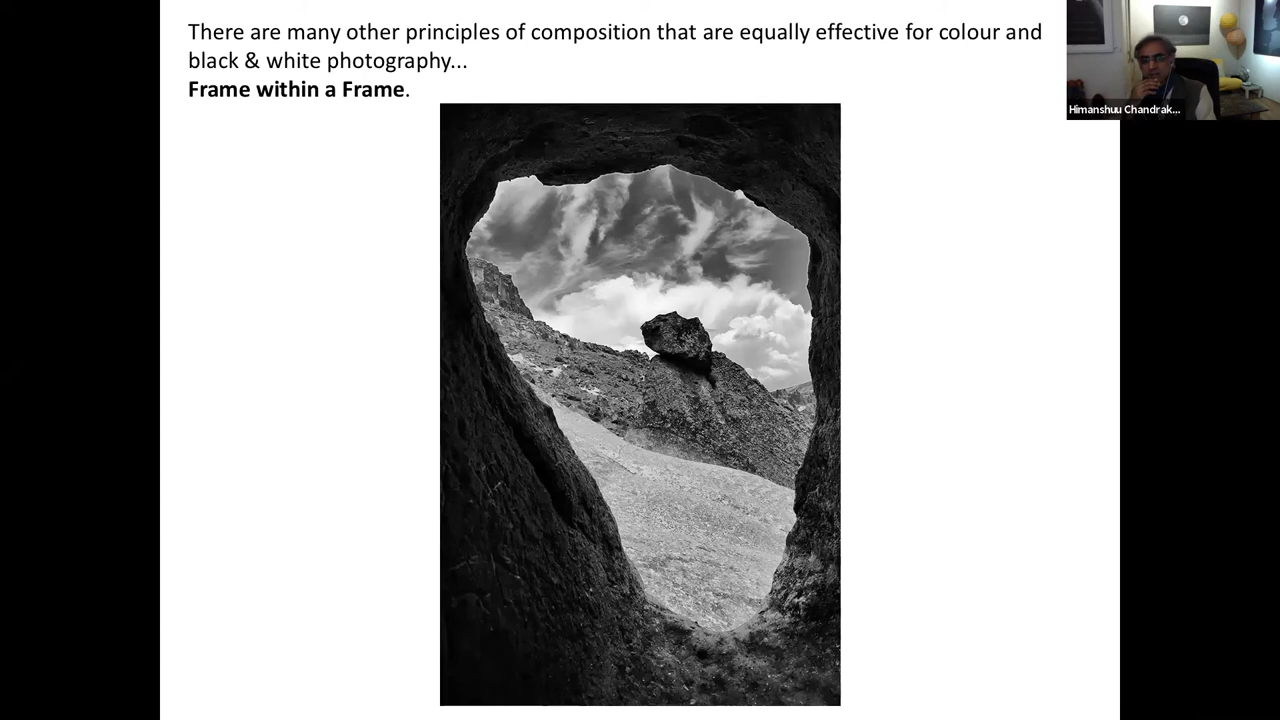 There are many other principles of composition that are equally effective for colour and
black & white photography...
Frame within a Frame.
Himanshuu Chandrak...